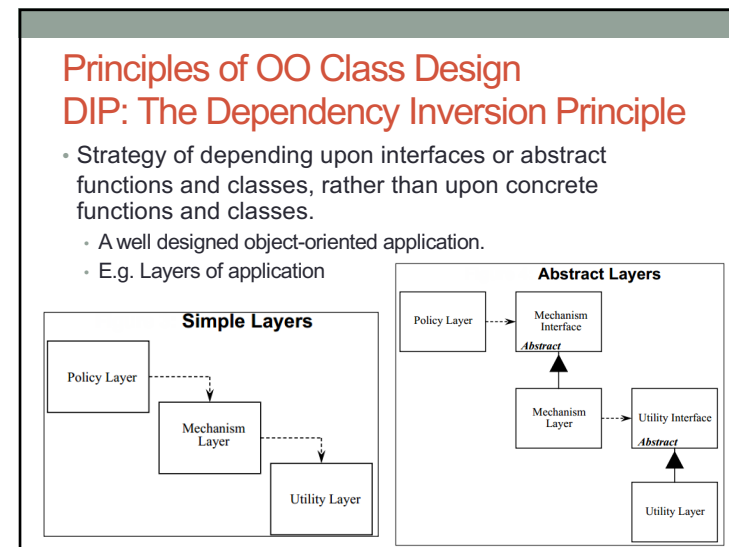 Principles of OO Class Design
DIP: The Dependency Inversion Principle
• Strategy of depending upon interfaces or abstract
functions and classes, rather than upon concrete
functions and classes.
• A well designed object-oriented application.
• E.g. Layers of application
Simple Layers
Policy Layer
Mechanism
Layer
Utility Layer
Abstract Layers
Policy Layer
Mechanism
Interface
Abstract
Mechanism
Layer
Utility Interface
Abstract
Utility Layer